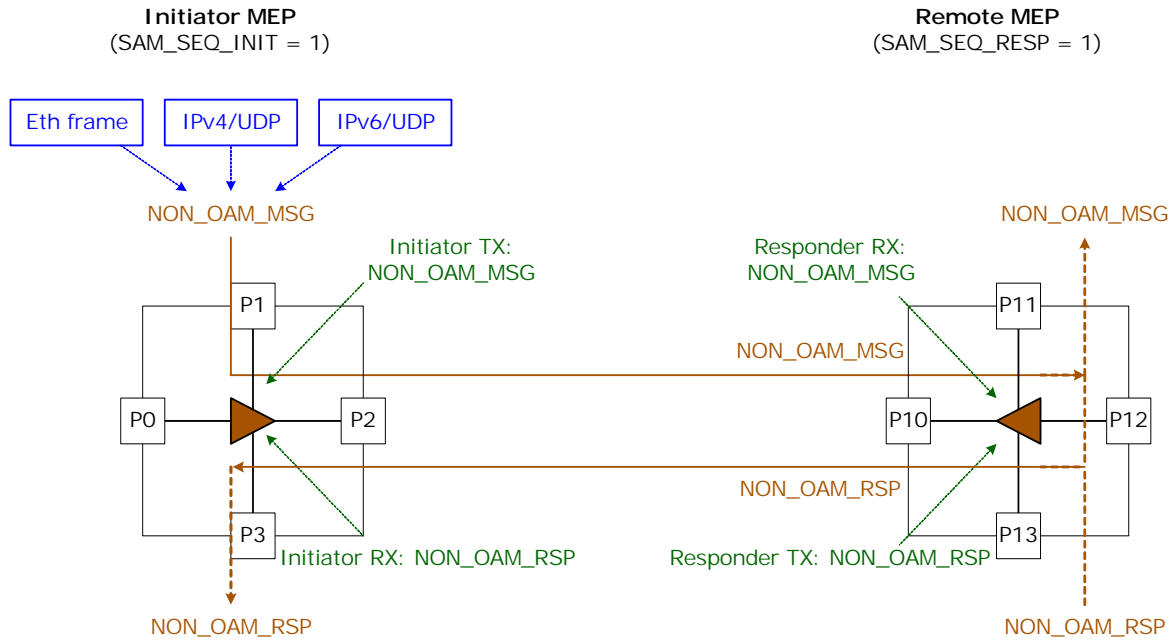 Initiator MEP
(SAM_SEQ_INIT = 1)
Remote MEP
(SAM_SEQ_RESP = 1)
Eth frame
IPv4/UDP
IPv6/UDP
NON_OAM_MSG
NON_OAM_MSG
Initiator TX:
NON_OAM_MSG
Responder RX:
NON_OAM_MSG
P1
P11
NON_OAM_MSG
P0
P2
P10
P12
NON_OAM_RSP
P3
P13
Initiator RX: NON_OAM_RSP
Responder TX: NON_OAM_RSP
NON_OAM_RSP
NON_OAM_RSP